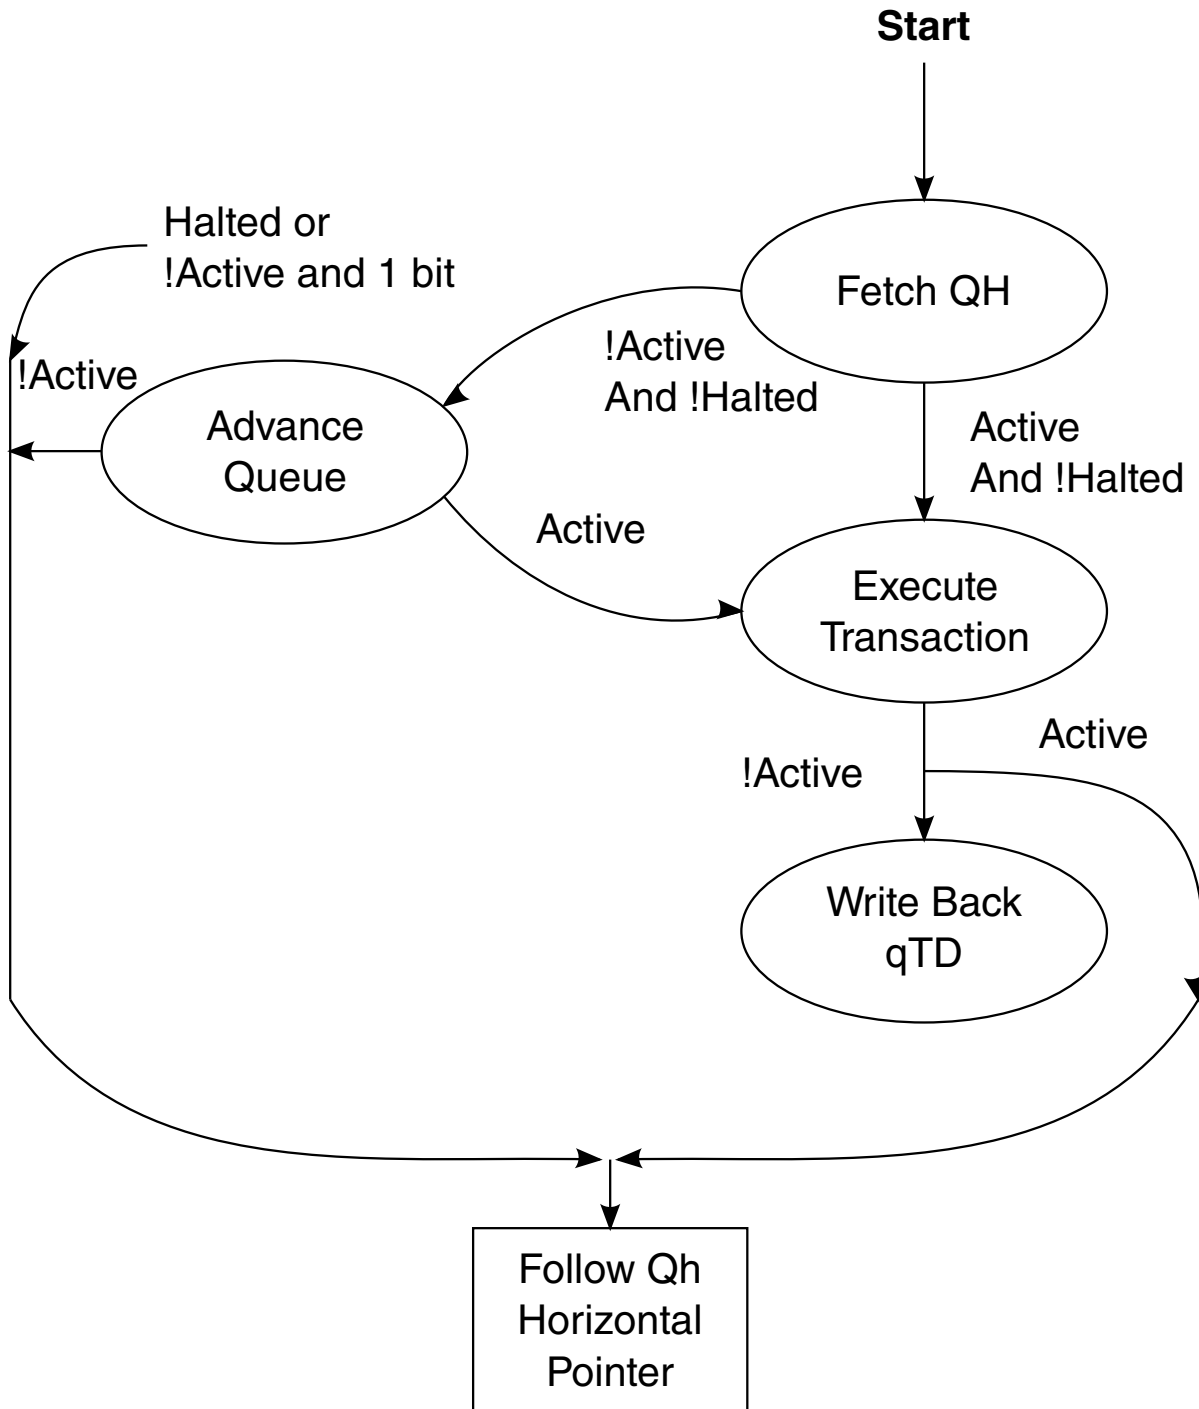 Start
Halted or
!Active and 1 bit
Fetch QH
!Active
And !Halted
!Active
Advance
Queue
Active
And !Halted
Active
Execute
Transaction
Active
!Active
Write Back
qTD
Follow Qh
Horizontal
Pointer